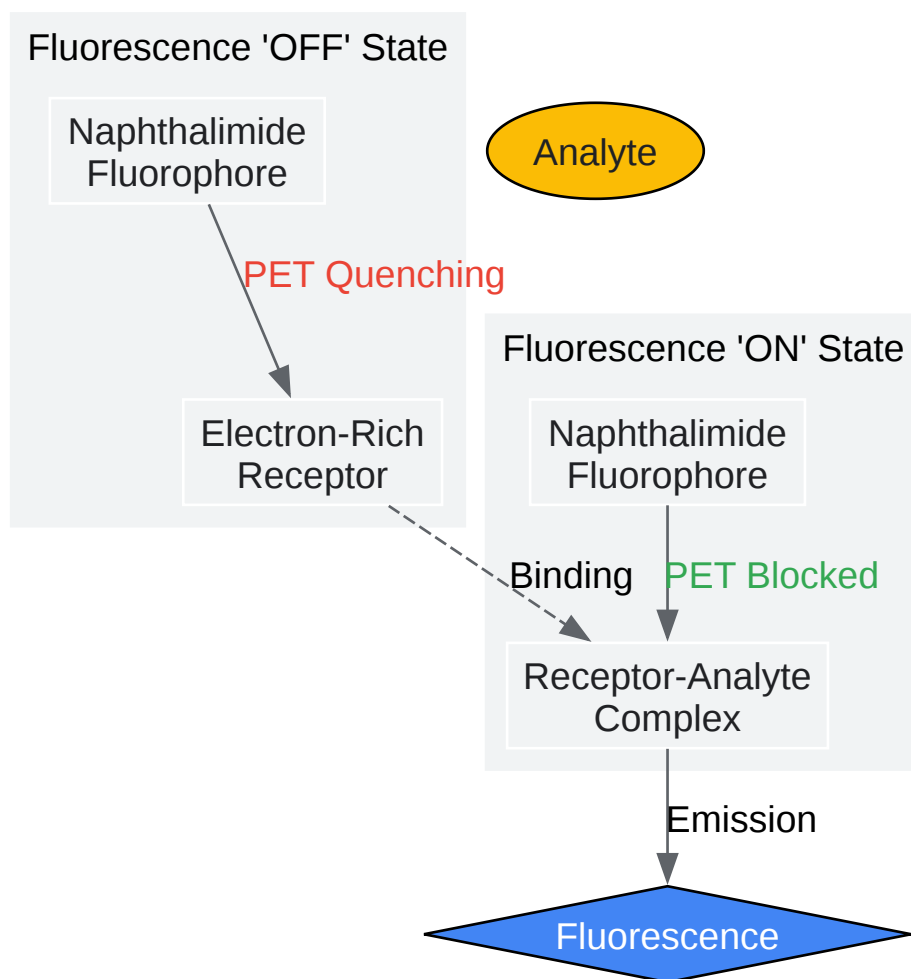 Fluorescence 'OFF' State
Naphthalimide
Fluorophore
Analyte
PET Quenching
Electron-Rich
Receptor
Fluorescence 'ON' State
Naphthalimide
Fluorophore
Binding
PET Blocked
Receptor-Analyte
Complex
Emission
Fluorescence